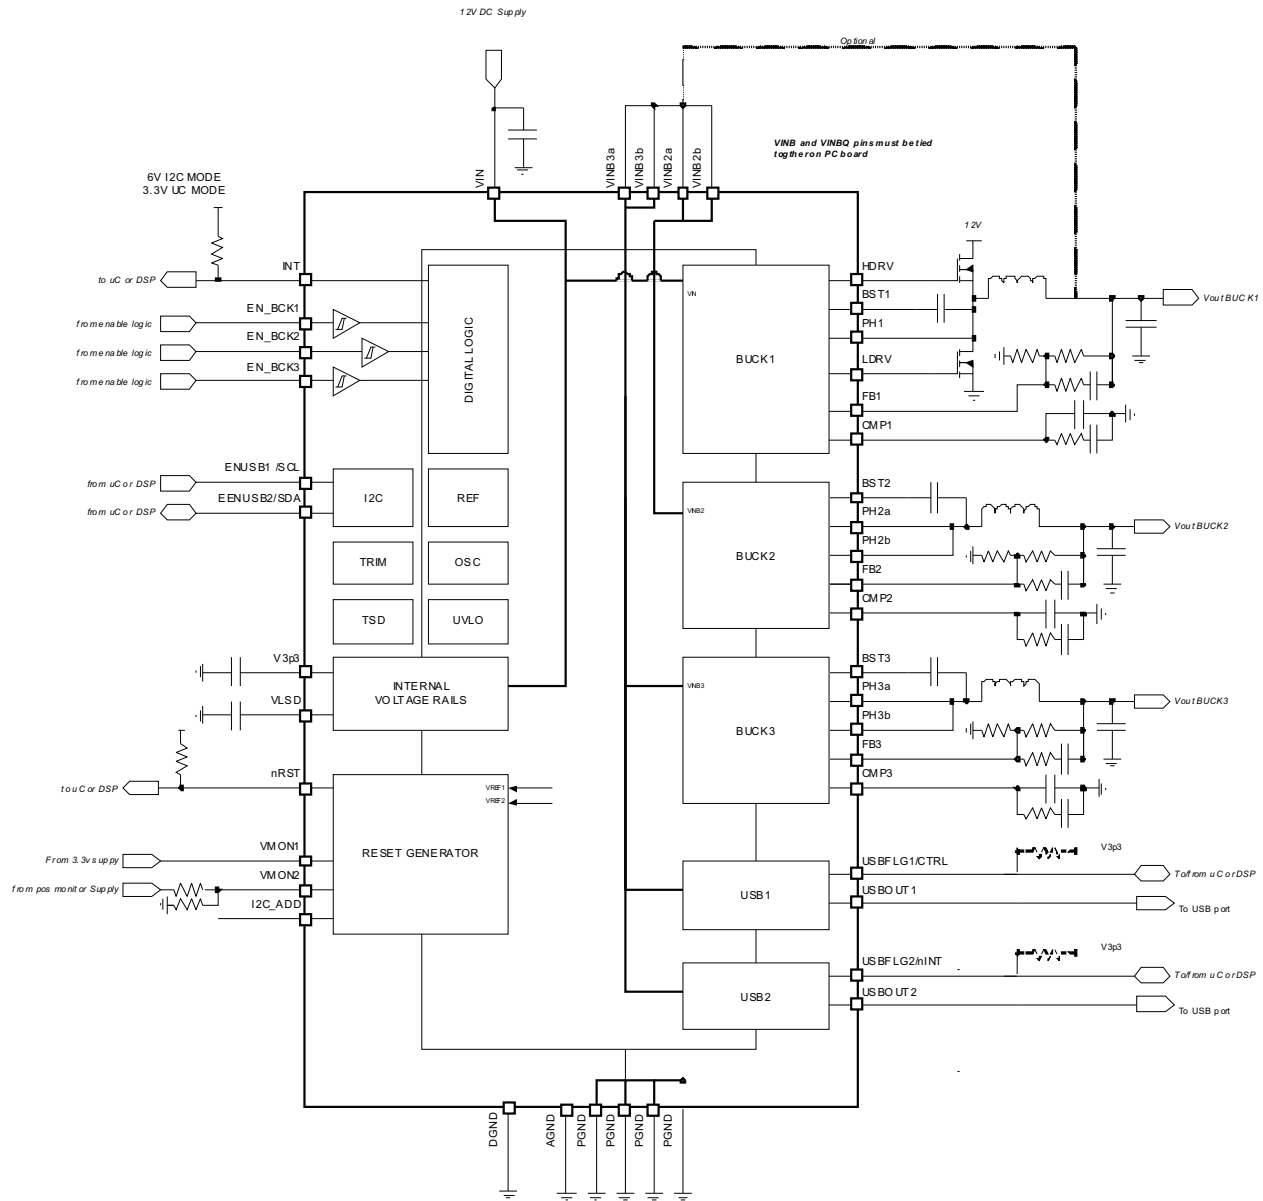 12V DC Supply
Optional
VINB and VINBQ pins must be tied
togther on PC board
VIN
VINB3a
VINB3b
VINB2a
VINB2b
6V I2C MODE
3.3V UC MODE
INT
to uC or DSP
EN_BCK1
from enable logic
EN_BCK2
from enable logic
EN_BCK3
from enable logic
DIGITAL LOGIC
ENUSB1 /SCL
from uC or DSP
EENUSB2/SDA
from uC or DSP
I2C
REF
TRIM
OSC
TSD
UVLO
V3p3
VLSD
INTERNAL
VOLTAGE RAILS
nRST
to uC or DSP
VREF1
VREF2
RESET GENERATOR
VMON1
From 3.3v suppy
VMON2
from pos monitor Supply
I2C_ADD
VIN
BUCK1
12V
HDRV
BST1
PH1
LDRV
FB1
CMP1
Vout BUCK1
VINB2
BUCK2
BST2
PH2a
PH2b
FB2
CMP2
Vout BUCK2
VINB3
BUCK3
BST3
PH3a
PH3b
FB3
CMP3
Vout BUCK3
USB1
USBFLG1/CTRL
V3p3
To/from uC or DSP
USBOUT1
To USB port
USB2
USBFLG2/nINT
V3p3
To/from uC or DSP
USBOUT2
To USB port
DGND
AGND
PGND
PGND
PGND
PGND